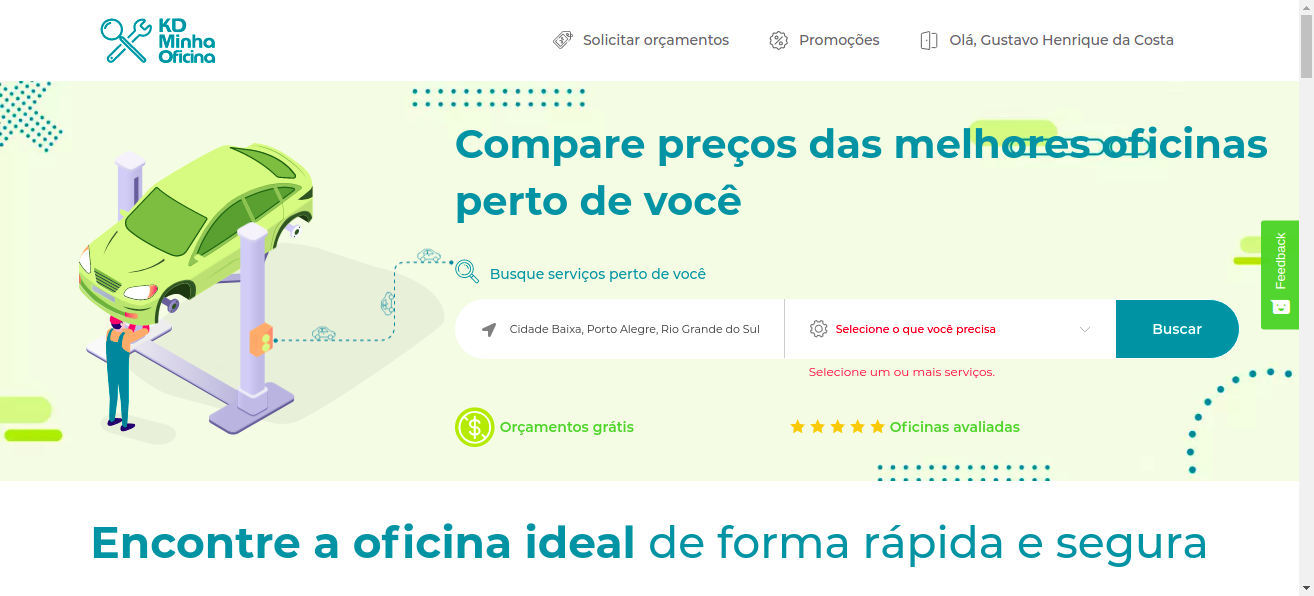 KD
Minha
Oficina
Solicitar orçamentos
Promoções
Olá, Gustavo Henrique da Costa
Compare preços das melhores oficinas
perto de você
Feedback
Busque serviços perto de você
Cidade Baixa, Porto Alegre, Rio Grande do Sul
Selecione o que você precisa
Buscar
Selecione um ou mais serviços.
Orçamentos grátis
Oficinas avaliadas
Encontre a oficina ideal de forma rápida e segura